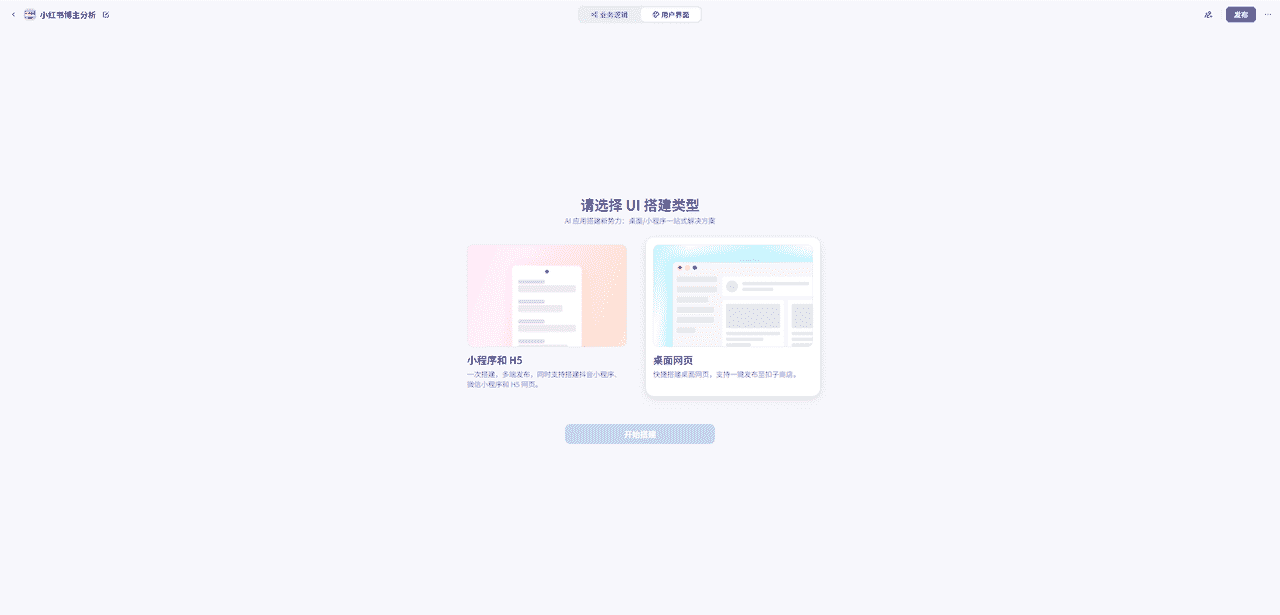 小红书博主分析
业务逻辑
用户界面
发布
请选择 UI 搭建类型
AI 应用搭建新势力：桌面/小程序一站式解决方案
小程序和 H5
一次搭建，多端发布，同时支持搭建抖音小程序、
微信小程序和 H5 网页。
桌面网页
快捷搭建桌面网页，支持一键发布至扣子商店。
开始搭建